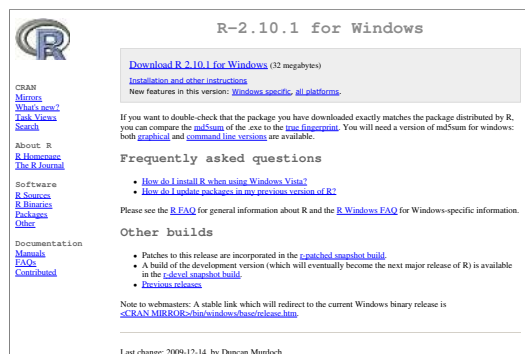 R
CRAN
Mirrors
What's new?
Task Views
Search
About R
R Homepage
The R Journal
Software
R Sources
R Binaries
Packages
Other
Documentation
Manuals
FAQs
Contributed
R-2.10.1 for Windows
Download R 2.10.1 for Windows (32 megabytes)
Installation and other instructions
New features in this version: Windows specific, all platforms.
If you want to double-check that the package you have downloaded exactly matches the package distributed by R,
you can compare the md5sum of the .exe to the true fingerprint. You will need a version of md5sum for windows:
both graphical and command line versions are available.
Frequently asked questions
• How do I install R when using Windows Vista?
• How do I update packages in my previous version of R?
Please see the R FAQ for general information about R and the R Windows FAQ for Windows-specific information.
Other builds
• Patches to this release are incorporated in the r-patched snapshot build.
• A build of the development version (which will eventually become the next major release of R) is available
in the r-devel snapshot build.
• Previous releases
Note to webmasters: A stable link which will redirect to the current Windows binary release is
<CRAN MIRROR>/bin/windows/base/release.htm.
Last change: 2009-12-14, by Duncan Murdoch